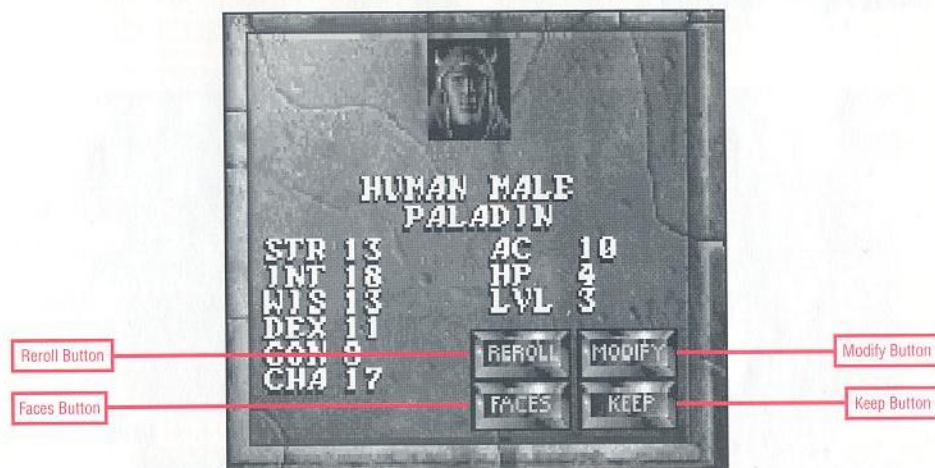 HUMAN MALE
PALADIN
STR 13
INT 18
WIS 13
DEX 11
CON 9
CHA 17
AC 10
HP 4
LVL 3
REROLL
MODIFY
FACES
KEEP
Reroll Button
Faces Button
Modify Button
Keep Button